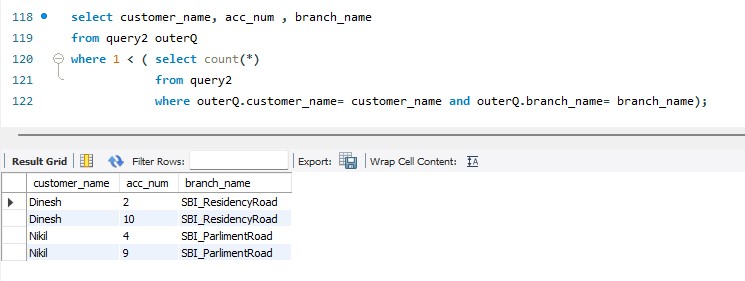 118 select customer_name, acc_num , branch_name
119 from query2 outerQ
120 where 1 < ( select count(*)
121 from query2
122 where outerQ.customer_name= customer_name and outerQ.branch_name= branch_name);
Result Grid Filter Rows: Export: Wrap Cell Content: IA
customer_name acc_num branch_name
Dinesh 2 SBI_ResidencyRoad
Dinesh 10 SBI_ResidencyRoad
Nikil 4 SBI_ParlimentRoad
Nikil 9 SBI_ParlimentRoad